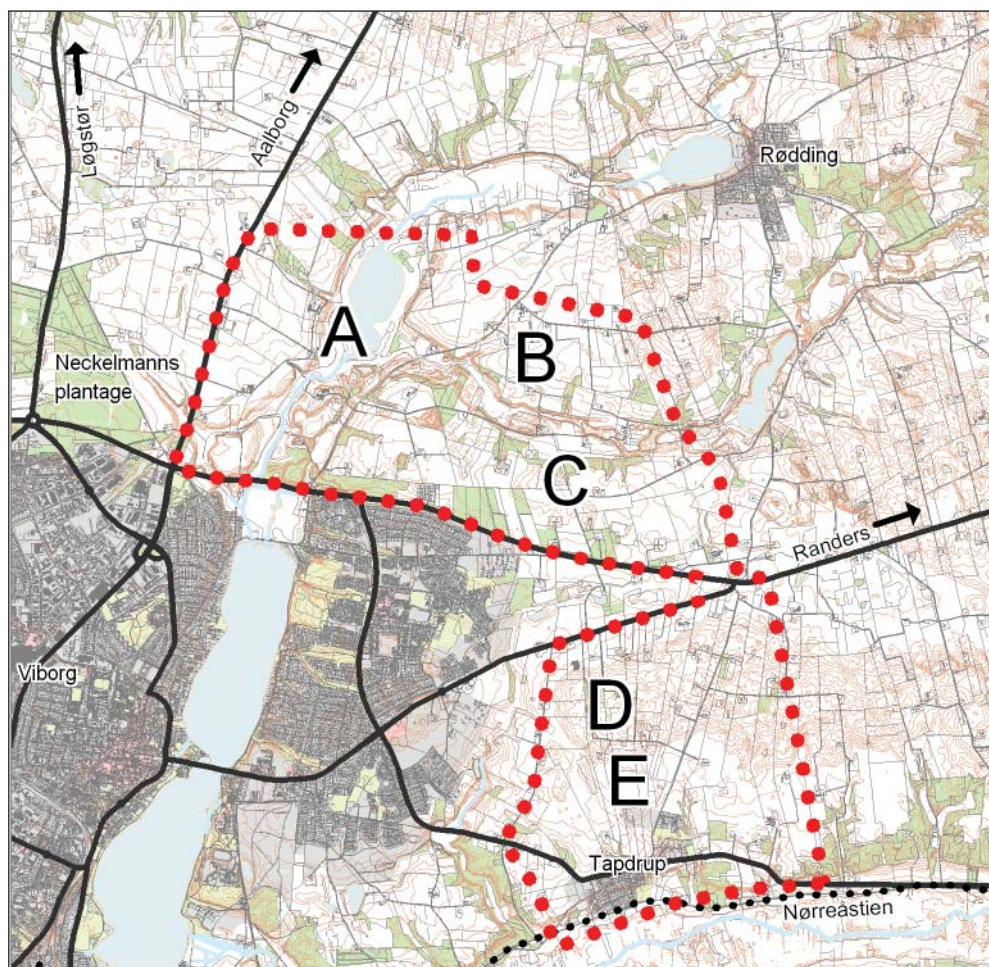 Løgstør
Aalborg
Rødding
A
B
Neckelmanns
plantage
C
Randers
Viborg
D
E
Tapdrup
Nørreåstien